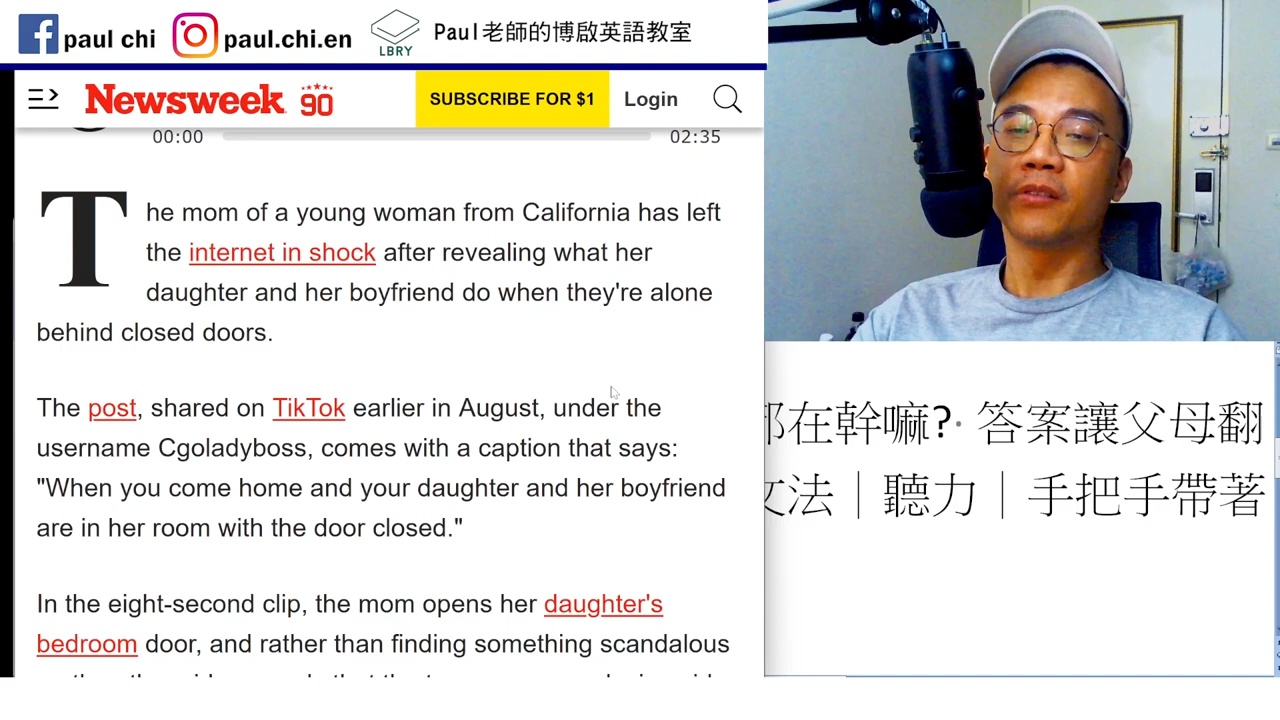 paul chi
paul.chi.en
LBRY
Paul老師的博啟英語教室
Newsweek 90
SUBSCRIBE FOR $1
Login
00:00
02:35
The mom of a young woman from California has left
the internet in shock after revealing what her
daughter and her boyfriend do when they're alone
behind closed doors.
The post, shared on TikTok earlier in August, under the
username Cgoladyboss, comes with a caption that says:
"When you come home and your daughter and her boyfriend
are in her room with the door closed."
In the eight-second clip, the mom opens her daughter's
bedroom door, and rather than finding something scandalous
在幹嘛? 答案讓父母翻
法｜聽力｜手把手帶著